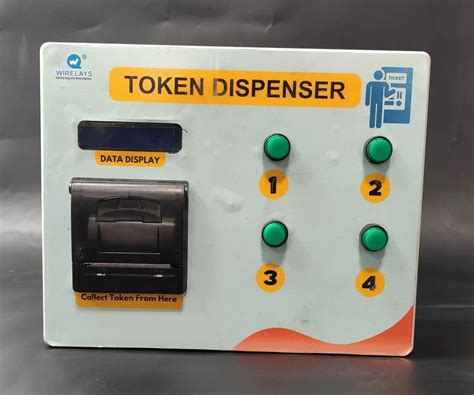 WIRELAYS
TOKEN DISPENSER
TICKET
DATA DISPLAY
1
2
3
4
Collect Token From Here